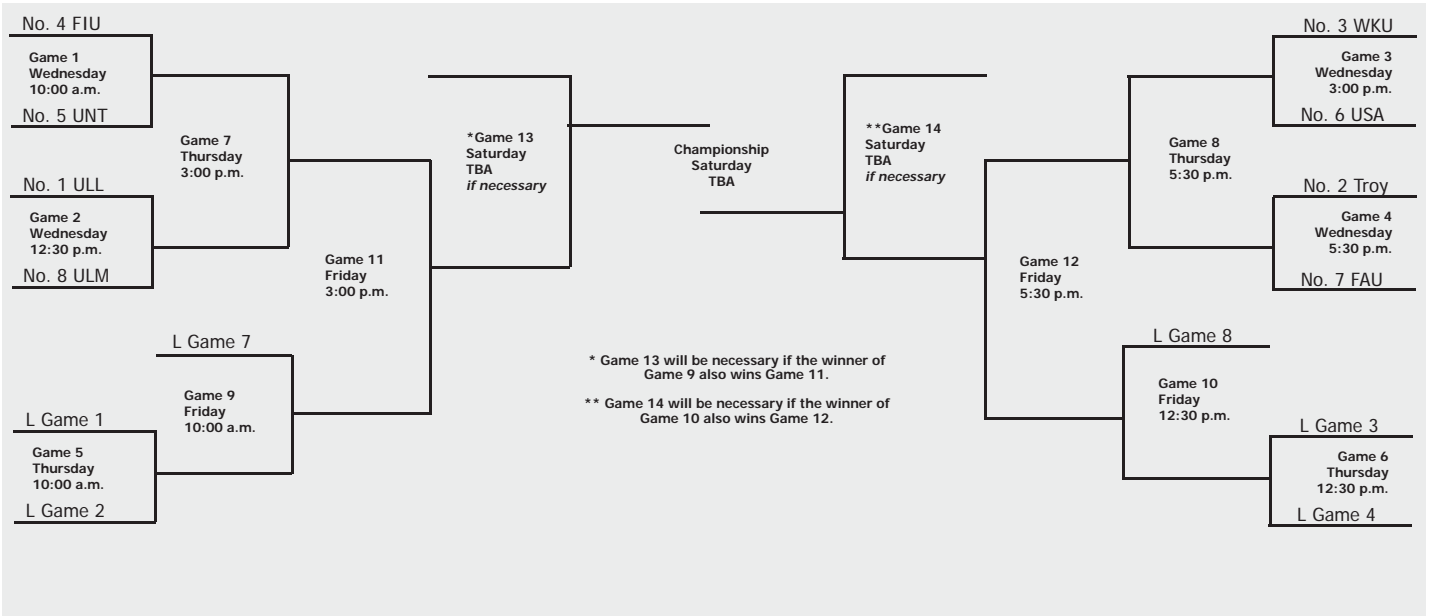 No. 4 FIU
Game 1
Wednesday
10:00 a.m.
No. 5 UNT
Game 7
Thursday
3:00 p.m.
No. 1 ULL
Game 2
Wednesday
12:30 p.m.
No. 8 ULM
Game 11
Friday
3:00 p.m.
L Game 7
Game 9
Friday
10:00 a.m.
L Game 1
Game 5
Thursday
10:00 a.m.
L Game 2
*Game 13
Saturday
TBA
if necessary
Championship
Saturday
TBA
**Game 14
Saturday
TBA
if necessary
* Game 13 will be necessary if the winner of
Game 9 also wins Game 11.
** Game 14 will be necessary if the winner of
Game 10 also wins Game 12.
No. 3 WKU
Game 3
Wednesday
3:00 p.m.
No. 6 USA
Game 8
Thursday
5:30 p.m.
No. 2 Troy
Game 4
Wednesday
5:30 p.m.
No. 7 FAU
Game 12
Friday
5:30 p.m.
L Game 8
Game 10
Friday
12:30 p.m.
L Game 3
Game 6
Thursday
12:30 p.m.
L Game 4